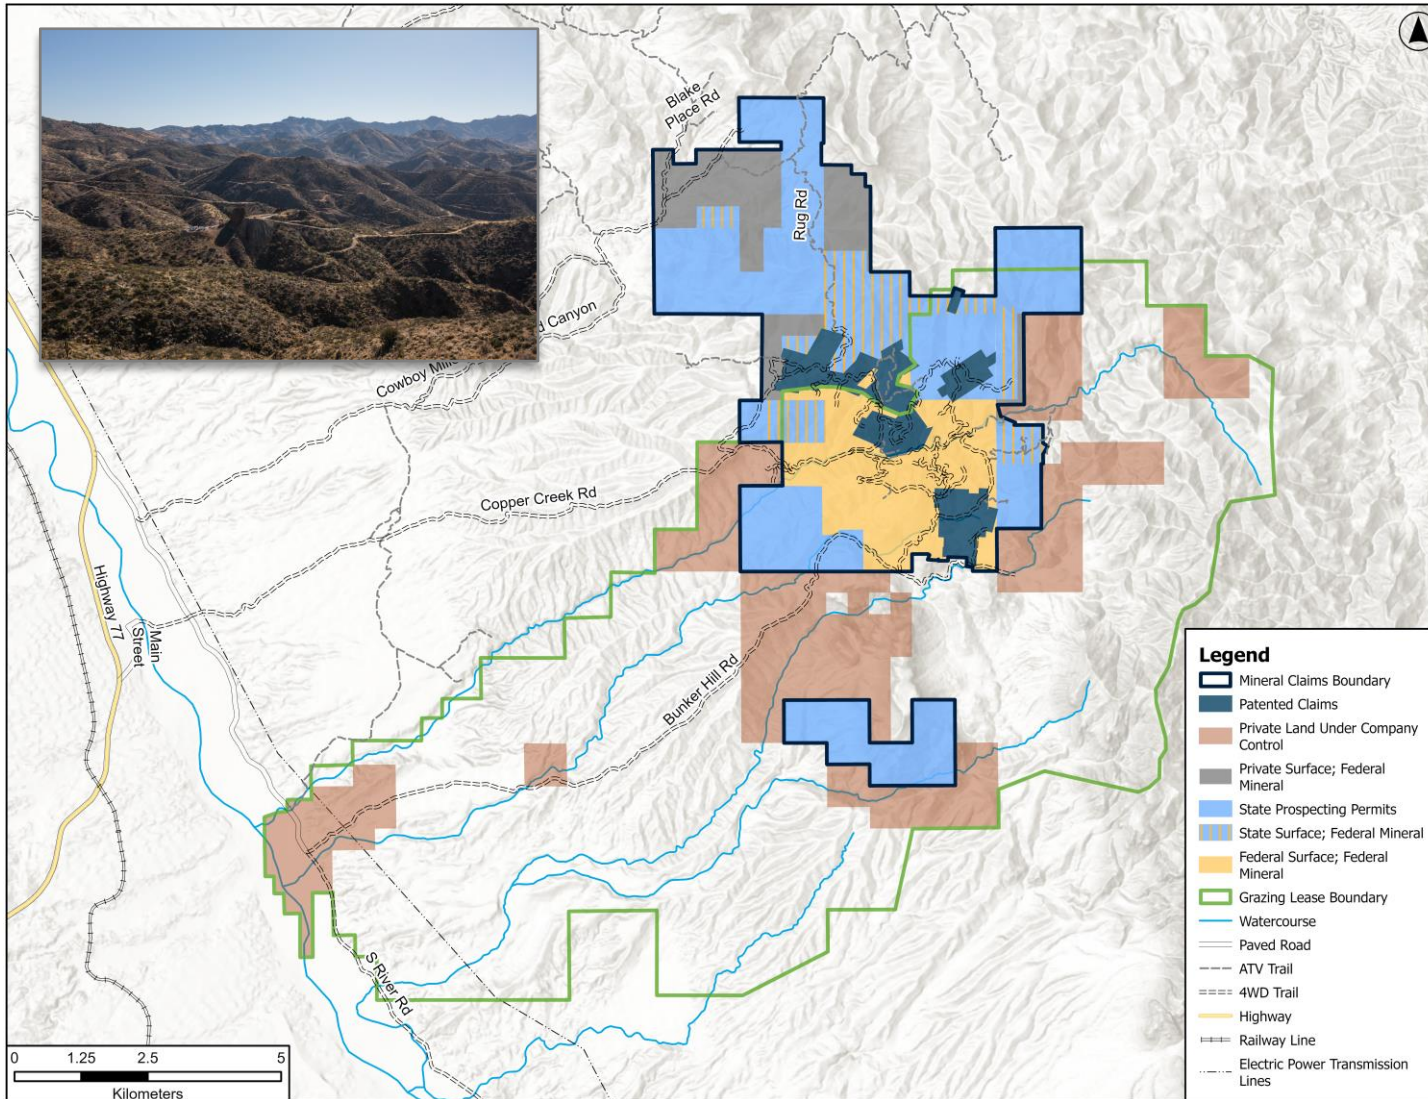 Blake
Place Rd
Rug Rd
d Canyon
Cowboy Mill
Copper Creek Rd
Highway 77
Main
Street
Bunker Hill Rd
S River Rd
Legend
Mineral Claims Boundary
Patented Claims
Private Land Under Company
Control
Private Surface; Federal
Mineral
State Prospecting Permits
State Surface; Federal Mineral
Federal Surface; Federal
Mineral
Grazing Lease Boundary
Watercourse
Paved Road
ATV Trail
4WD Trail
Highway
Railway Line
Electric Power Transmission
Lines
0 1.25 2.5 5
Kilometers